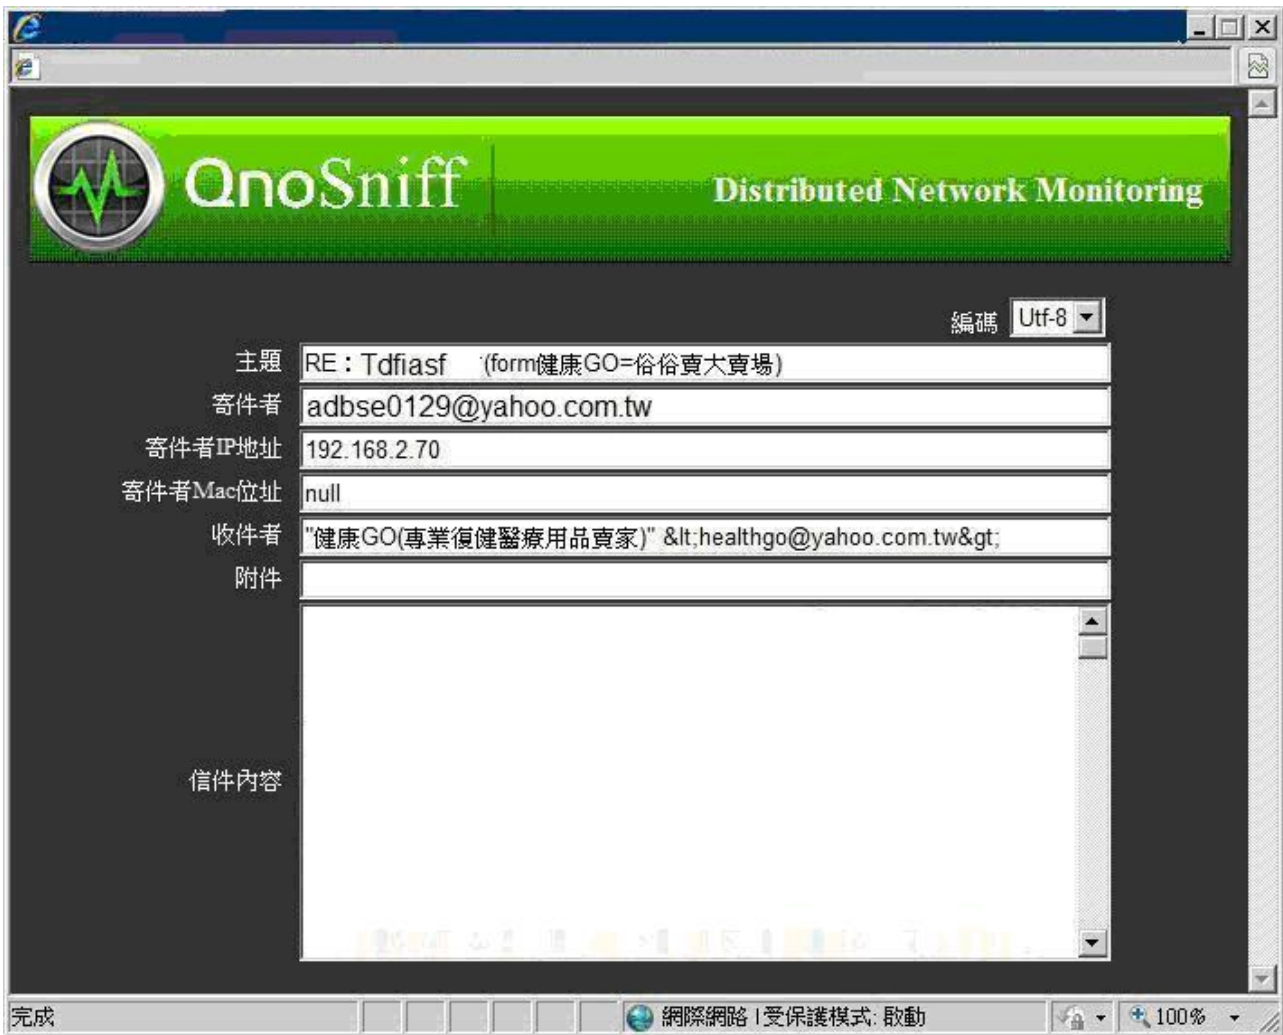 QnoSniff
Distributed Network Monitoring
編碼 Utf-8
主題 RE：Tdfiasf (form健康GO=俗俗賣大賣場)
寄件者 adbse0129@yahoo.com.tw
寄件者IP地址 192.168.2.70
寄件者Mac位址 null
收件者 "健康GO(專業復健醫療用品賣家)" &lt;healthgo@yahoo.com.tw&gt;
附件
信件內容
完成 網際網路 | 受保護模式: 啟動 100%